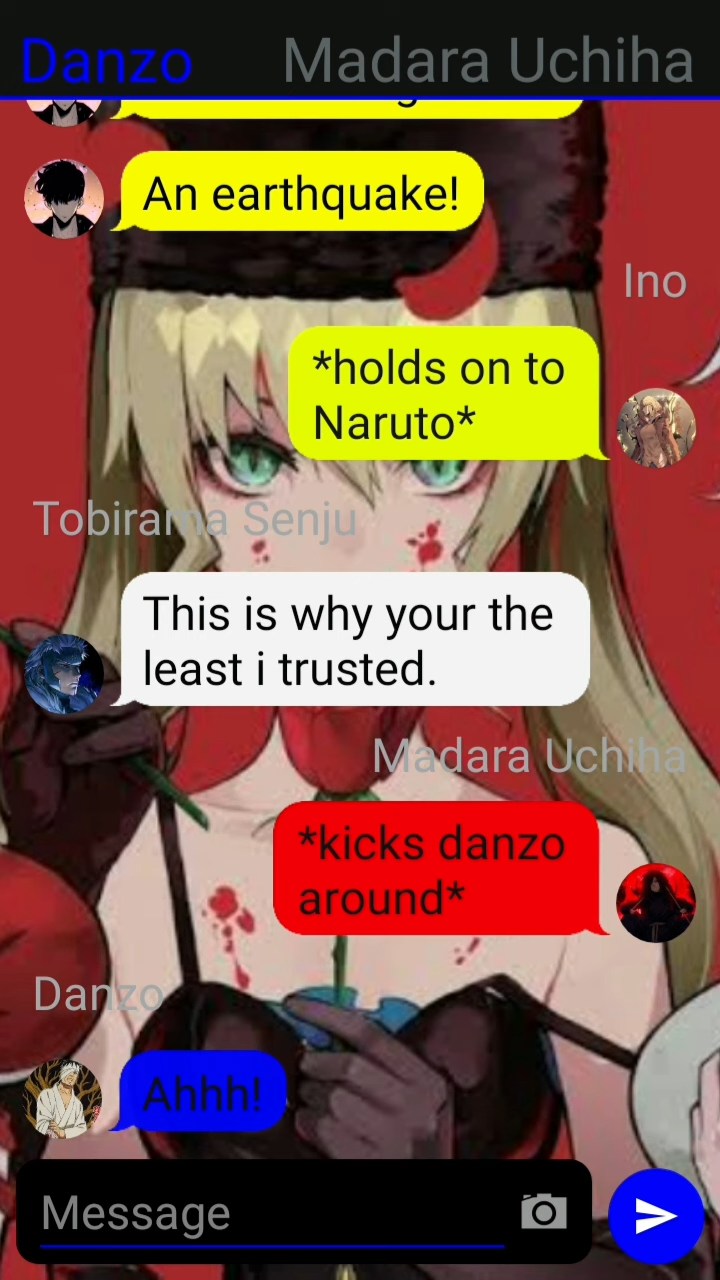 Danzo Madara Uchiha
An earthquake!
Ino
*holds on to
Naruto*
Tobirama Senju
This is why your the
least i trusted.
Madara Uchiha
*kicks danzo
around*
Danzo
Ahhh!
Message